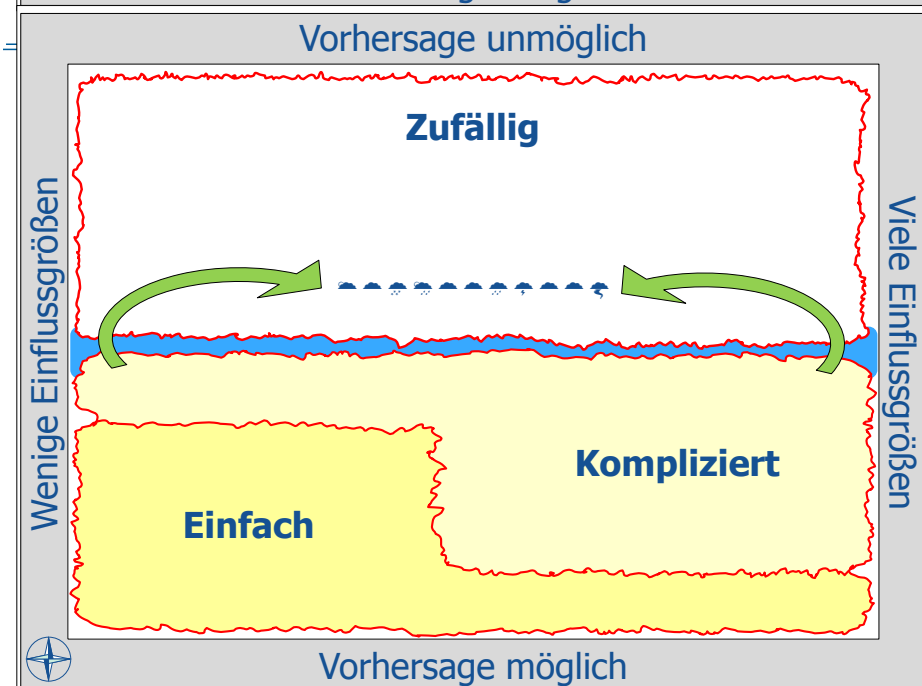 Vorhersage unmöglich
Zufällig
Wenige Einflussgrößen
Viele Einflussgrößen
Kompliziert
Einfach
Vorhersage möglich